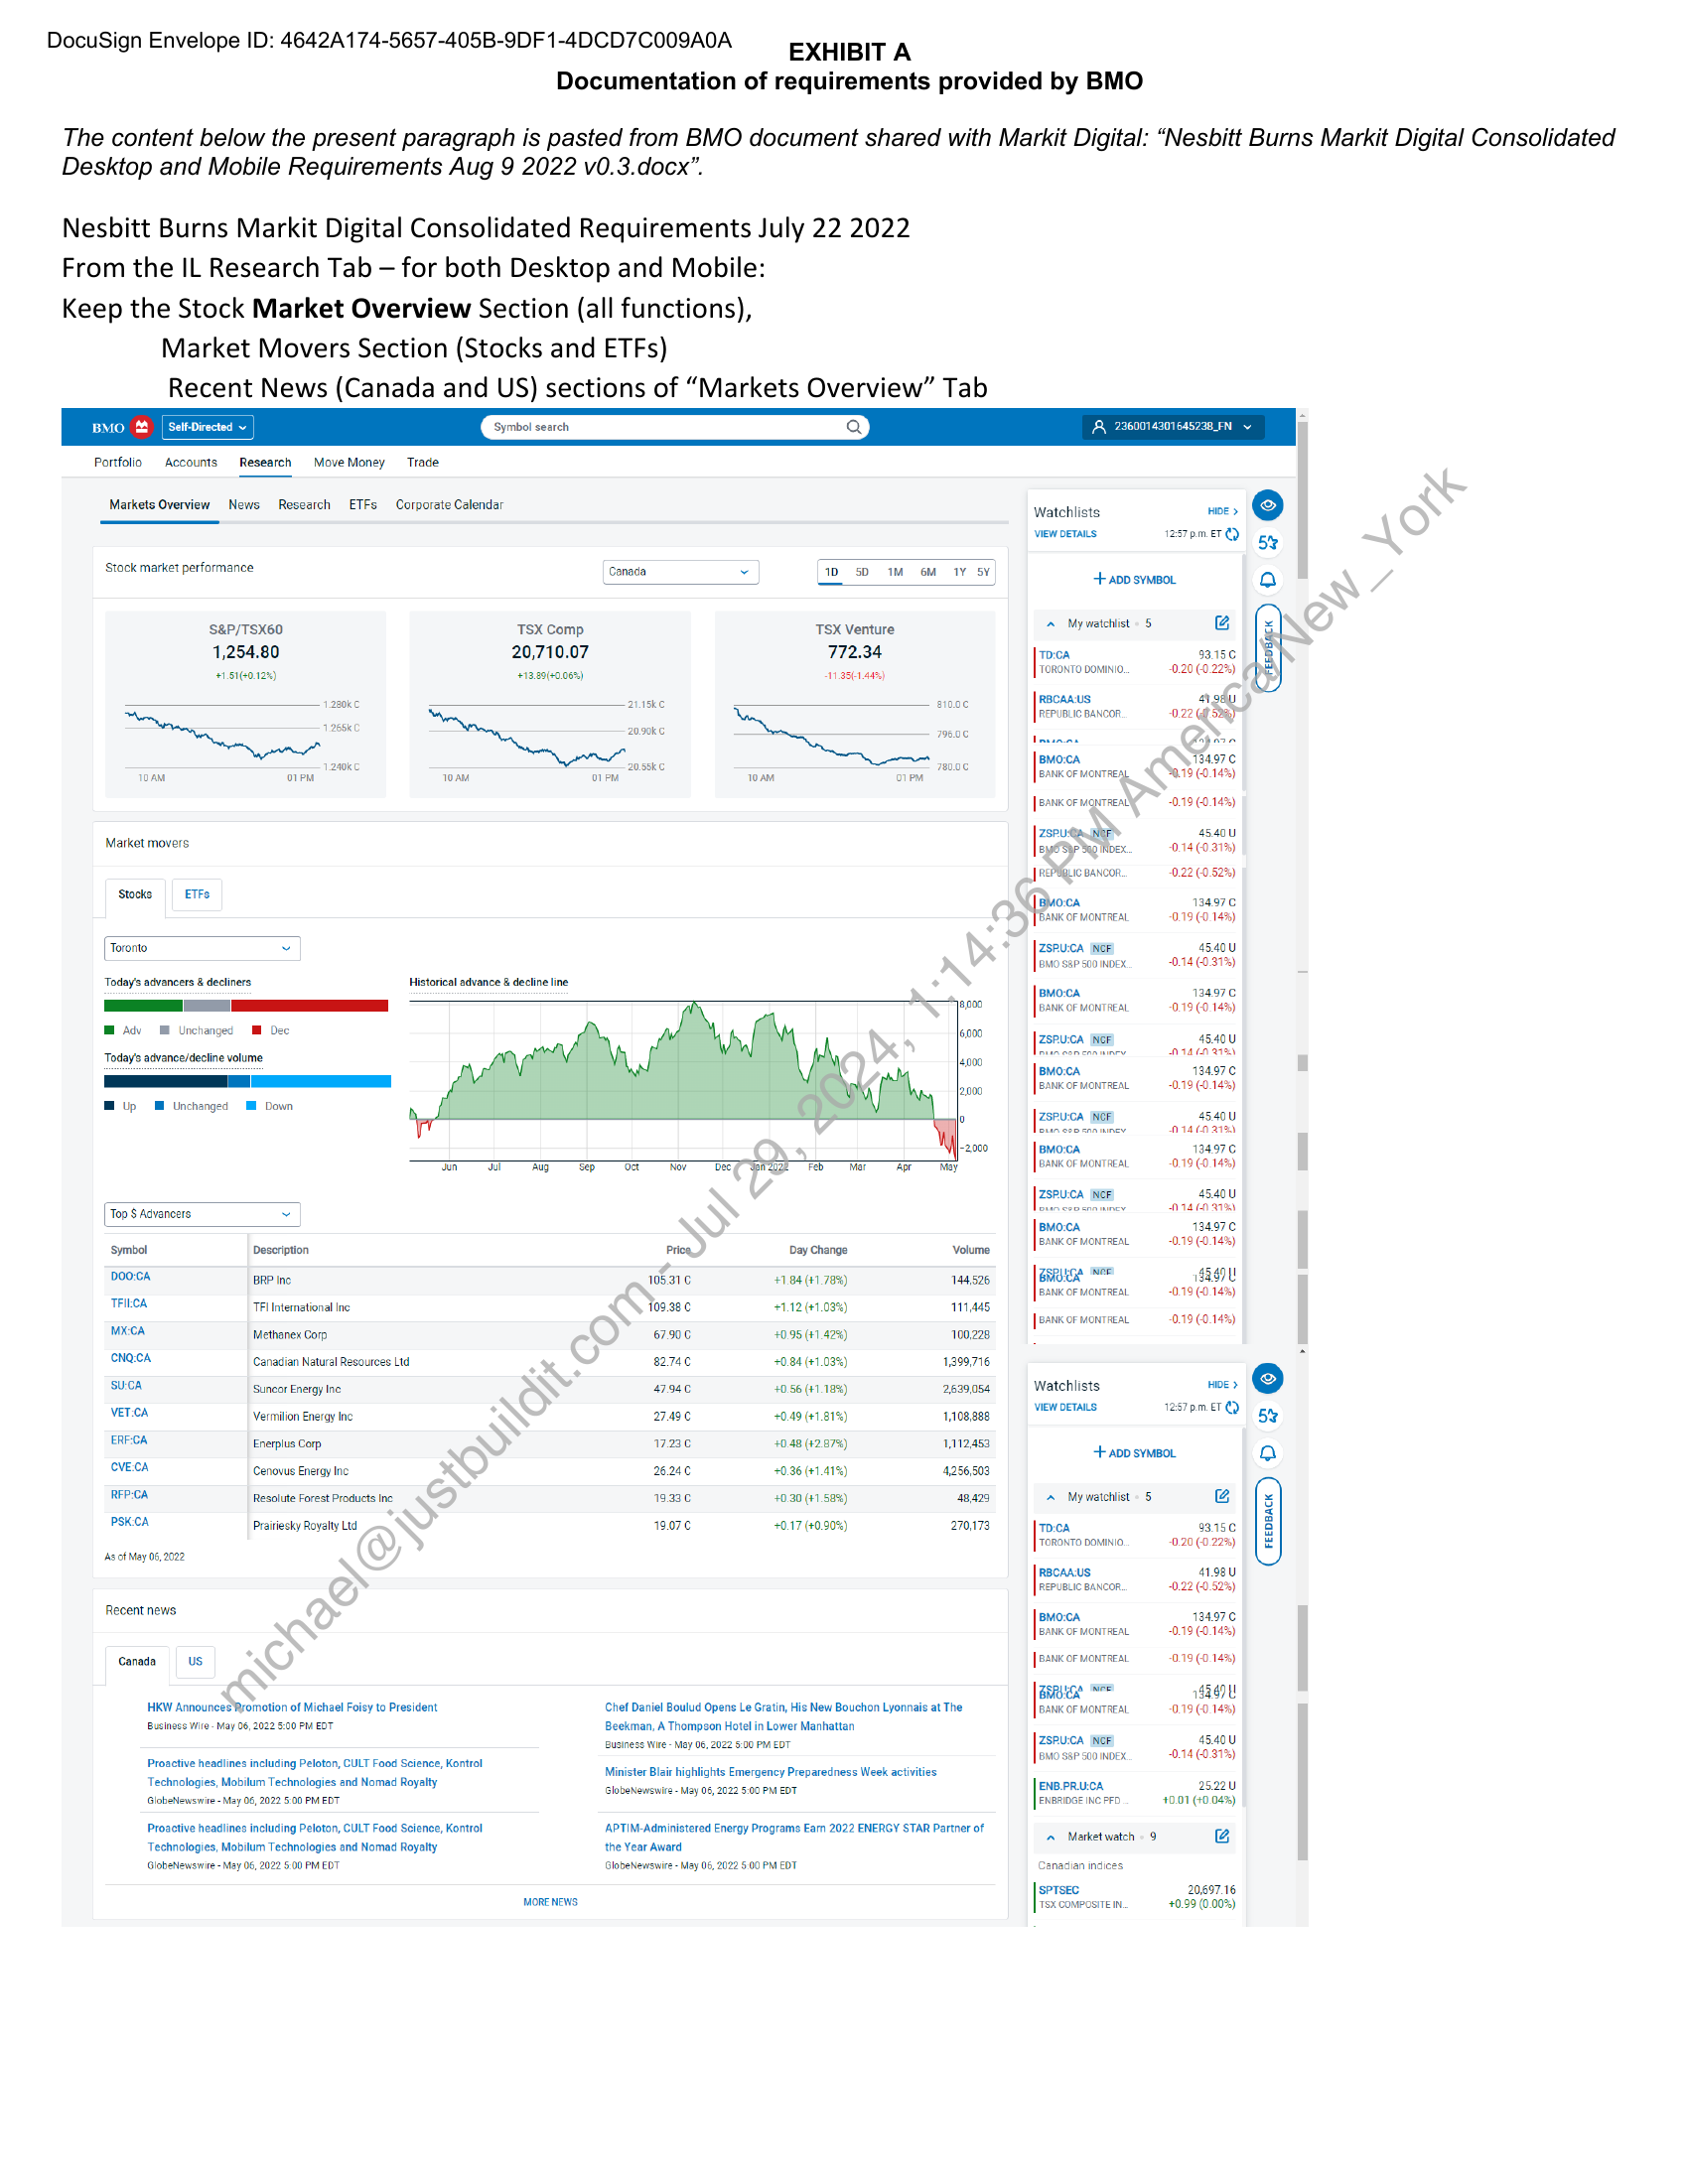 DocuSign Envelope ID: 4642A174-5657-405B-9DF1-4DCD7C009A0A
EXHIBIT A
Documentation of requirements provided by BMO
The content below the present paragraph is pasted from BMO document shared with Markit Digital: “Nesbitt Burns Markit Digital Consolidated
Desktop and Mobile Requirements Aug 9 2022 v0.3.docx”.
Nesbitt Burns Markit Digital Consolidated Requirements July 22 2022
From the IL Research Tab – for both Desktop and Mobile:
Keep the Stock Market Overview Section (all functions),
Market Movers Section (Stocks and ETFs)
Recent News (Canada and US) sections of “Markets Overview” Tab
BMO Self-Directed Symbol search 2360014301645238_FN
Portfolio Accounts Research Move Money Trade
Markets Overview News Research ETFs Corporate Calendar
Stock market performance Canada 1D 5D 1M 6M 1Y 5Y
S&P/TSX60 TSX Comp TSX Venture
1,254.80 20,710.07 772.34
+1.51(+0.12%) +13.89(+0.06%) -11.35(-1.44%)
1.280k C 21.15k C 810.0 C
1.265k C 20.90k C 795.0 C
1.240k C 20.65k C 780.0 C
10 AM 01 PM 10 AM 01 PM 10 AM 01 PM
Market movers
Stocks ETFs
Toronto
Today's advancers & decliners Historical advance & decline line
Adv Unchanged Dec
Today's advance/decline volume
Up Unchanged Down
8,000
6,000
4,000
2,000
0
-2,000
Jun Jul Aug Sep Oct Nov Dec Jan 2022 Feb Mar Apr May
Top $ Advancers
Symbol Description Price Day Change Volume
DOO:CA BRP Inc 105.31 C +1.84 (+1.78%) 144,526
TFII:CA TFI International Inc 109.38 C +1.12 (+1.03%) 111,445
MX:CA Methanex Corp 67.90 C +0.95 (+1.42%) 100,228
CNQ:CA Canadian Natural Resources Ltd 82.74 C +0.84 (+1.03%) 1,399,716
SU:CA Suncor Energy Inc 47.94 C +0.56 (+1.18%) 2,639,054
VET:CA Vermilion Energy Inc 27.49 C +0.49 (+1.81%) 1,108,888
ERF:CA Enerplus Corp 17.23 C +0.48 (+2.87%) 1,112,453
CVE:CA Cenovus Energy Inc 26.24 C +0.36 (+1.41%) 4,256,503
RFP:CA Resolute Forest Products Inc 19.33 C +0.30 (+1.58%) 48,429
PSK:CA Prairiesky Royalty Ltd 19.07 C +0.17 (+0.90%) 270,173
As of May 06, 2022
Recent news
Canada US
HKW Announces Promotion of Michael Foisy to President
Business Wire - May 06, 2022 5:00 PM EDT
Proactive headlines including Peloton, CULT Food Science, Kontrol
Technologies, Mobilum Technologies and Nomad Royalty
GlobeNewswire - May 06, 2022 5:00 PM EDT
Proactive headlines including Peloton, CULT Food Science, Kontrol
Technologies, Mobilum Technologies and Nomad Royalty
GlobeNewswire - May 06, 2022 5:00 PM EDT
Chef Daniel Boulud Opens Le Gratin, His New Bouchon Lyonnais at The
Beekman, A Thompson Hotel in Lower Manhattan
Business Wire - May 06, 2022 5:00 PM EDT
Minister Blair highlights Emergency Preparedness Week activities
GlobeNewswire - May 06, 2022 5:00 PM EDT
APTIM-Administered Energy Programs Earn 2022 ENERGY STAR Partner of
the Year Award
GlobeNewswire - May 06, 2022 5:00 PM EDT
MORE NEWS
Watchlists HIDE >
VIEW DETAILS 12:57 p.m. ET
+ ADD SYMBOL
My watchlist 5
FEEDBACK
TD:CA 93.15 C
TORONTO DOMINIO... -0.20 (-0.22%)
RBCAA:US 41.98 U
REPUBLIC BANCOR... -0.22 (-0.52%)
BMO:CA 134.97 C
BMO:CA 134.97 C
BANK OF MONTREAL -0.19 (-0.14%)
BANK OF MONTREAL -0.19 (-0.14%)
ZSP.U:CA NCF 45.40 U
BMO S&P 500 INDEX... -0.14 (-0.31%)
REPUBLIC BANCOR... -0.22 (-0.52%)
BMO:CA 134.97 C
BANK OF MONTREAL -0.19 (-0.14%)
ZSP.U:CA NCF 45.40 U
BMO S&P 500 INDEX... -0.14 (-0.31%)
BMO:CA 134.97 C
BANK OF MONTREAL -0.19 (-0.14%)
ZSP.U:CA NCF 45.40 U
BMO S&P 500 INDEX -0.14 (-0.31%)
BMO:CA 134.97 C
BANK OF MONTREAL -0.19 (-0.14%)
ZSP.U:CA NCF 45.40 U
BMO S&P 500 INDEX -0.14 (-0.31%)
BMO:CA 134.97 C
BANK OF MONTREAL -0.19 (-0.14%)
ZSP.U:CA NCF 45.40 U
BMO S&P 500 INDEX -0.14 (-0.31%)
BMO:CA 134.97 C
BANK OF MONTREAL -0.19 (-0.14%)
ZSP.U:CA NCF 45.40 U
BMO:CA 134.97 C
BANK OF MONTREAL -0.19 (-0.14%)
BANK OF MONTREAL -0.19 (-0.14%)
Watchlists HIDE >
VIEW DETAILS 12:57 p.m. ET
+ ADD SYMBOL
My watchlist 5
FEEDBACK
TD:CA 93.15 C
TORONTO DOMINIO... -0.20 (-0.22%)
RBCAA:US 41.98 U
REPUBLIC BANCOR... -0.22 (-0.52%)
BMO:CA 134.97 C
BANK OF MONTREAL -0.19 (-0.14%)
BANK OF MONTREAL -0.19 (-0.14%)
ZSP.U:CA NCF 45.40 U
BMO:CA 134.97 C
BANK OF MONTREAL -0.19 (-0.14%)
ZSP.U:CA NCF 45.40 U
BMO S&P 500 INDEX... -0.14 (-0.31%)
ENB.PR.U:CA 25.22 U
ENBRIDGE INC PFD ... +0.01 (+0.04%)
Market watch 9
Canadian indices
SPTSEC 20,697.16
TSX COMPOSITE IN... +0.99 (0.00%)
michael@justbuildit.com - Jul 29, 2024, 1:14:36 PM America/New_York